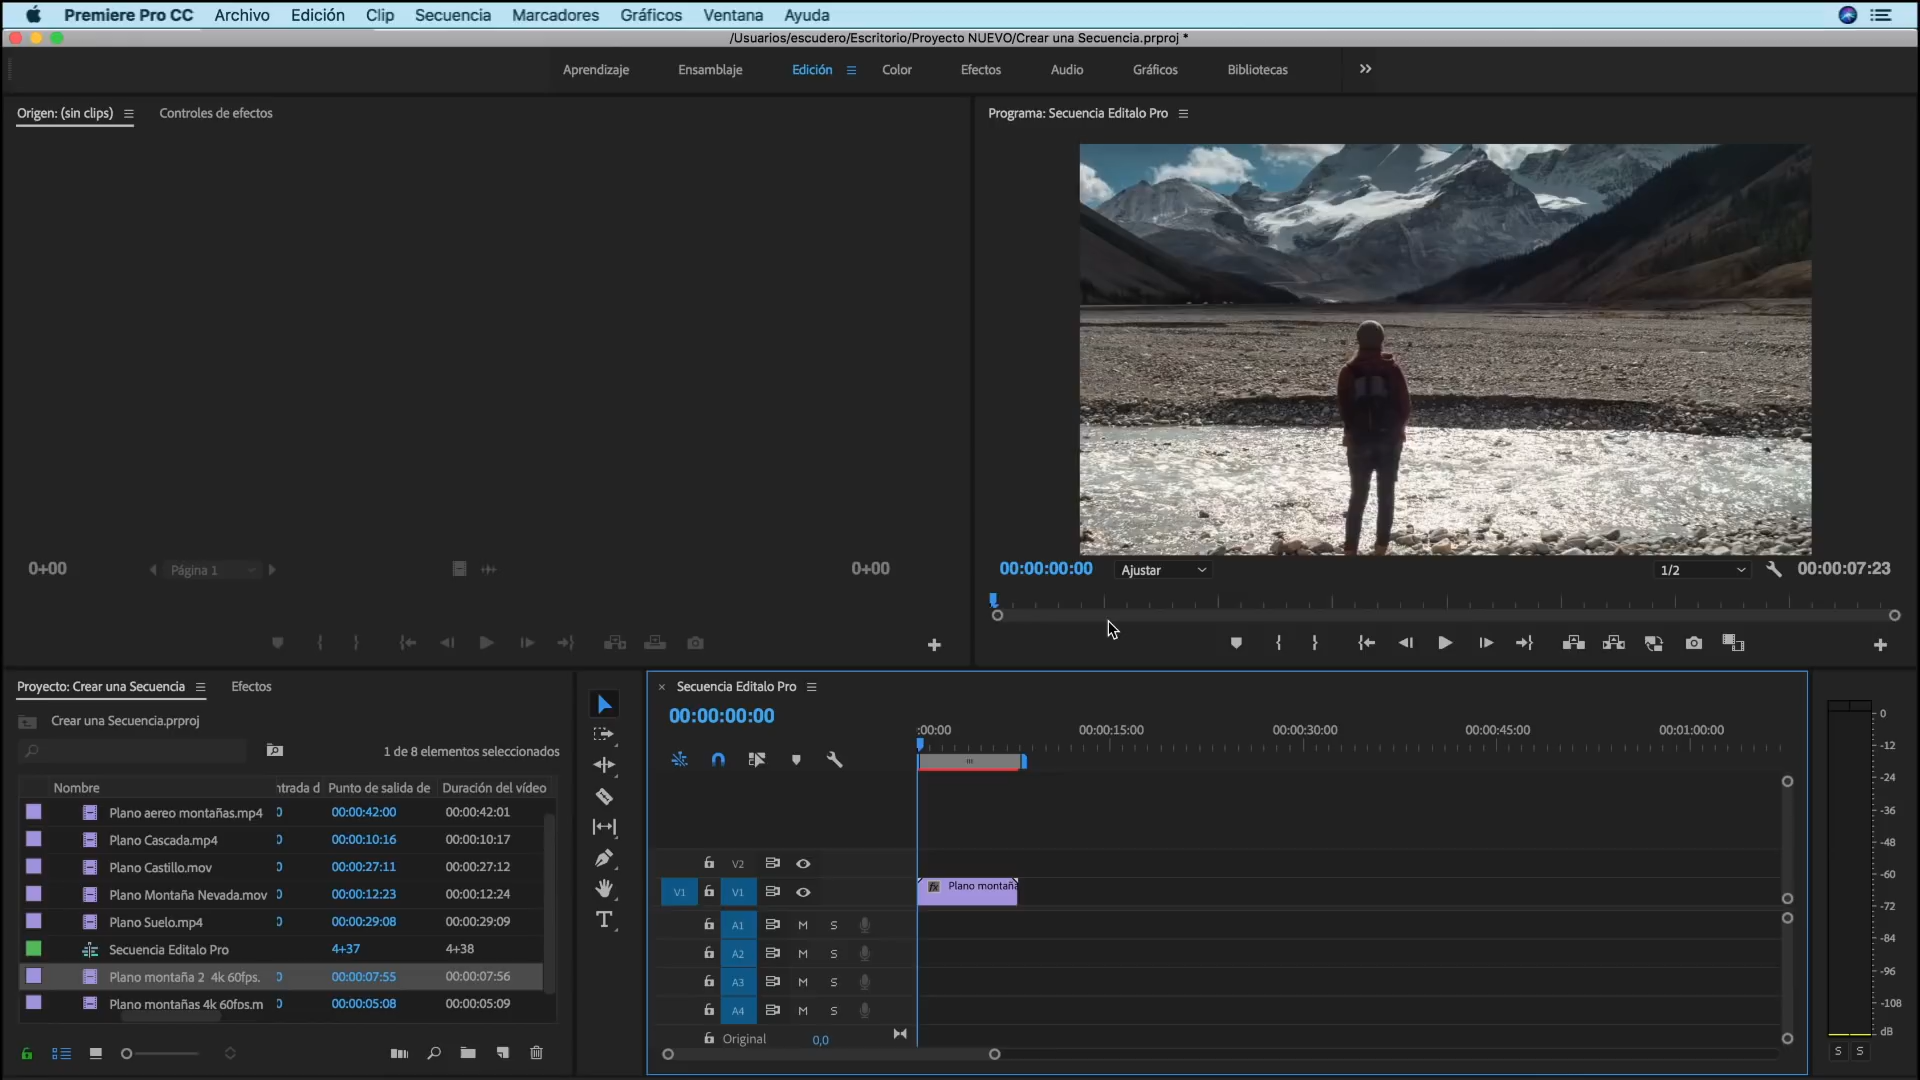 Premiere Pro CC Archivo Edición Clip Secuencia Marcadores Gráficos Ventana Ayuda
/Usuarios/escudero/Escritorio/Proyecto NUEVO/Crear una Secuencia.prproj *
Aprendizaje Ensamblaje Edición Color Efectos Audio Gráficos Bibliotecas
Origen: (sin clips) Controles de efectos
Programa: Secuencia Editalo Pro
0+00 Página 1 0+00
00:00:00:00 Ajustar 1/2 00:00:07:23
Proyecto: Crear una Secuencia Efectos
Crear una Secuencia.prproj
1 de 8 elementos seleccionados
Nombre ntrada d Punto de salida de Duración del vídeo
Plano aereo montañas.mp4 00:00:42:00 00:00:42:01
Plano Cascada.mp4 00:00:10:16 00:00:10:17
Plano Castillo.mov 00:00:27:11 00:00:27:12
Plano Montaña Nevada.mov 00:00:12:23 00:00:12:24
Plano Suelo.mp4 00:00:29:08 00:00:29:09
Secuencia Editalo Pro 4+37 4+38
Plano montaña 2 4k 60fps. 00:00:07:55 00:00:07:56
Plano montañas 4k 60fps.m 00:00:05:08 00:00:05:09
Secuencia Editalo Pro
00:00:00:00
:00:00 00:00:15:00 00:00:30:00 00:00:45:00 00:01:00:00
V2
V1 V1 fx Plano montaña
A1 M S
A2 M S
A3 M S
A4 M S
Original 0,0
0
-12
-24
-36
-48
-60
-72
-84
-96
-108
dB
S S